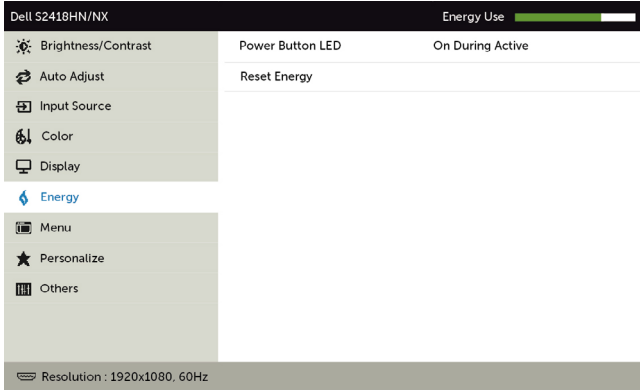 Dell S2418HN/NX Energy Use
Brightness/Contrast Power Button LED On During Active
Auto Adjust Reset Energy
Input Source
Color
Display
Energy
Menu
Personalize
Others
Resolution : 1920x1080, 60Hz